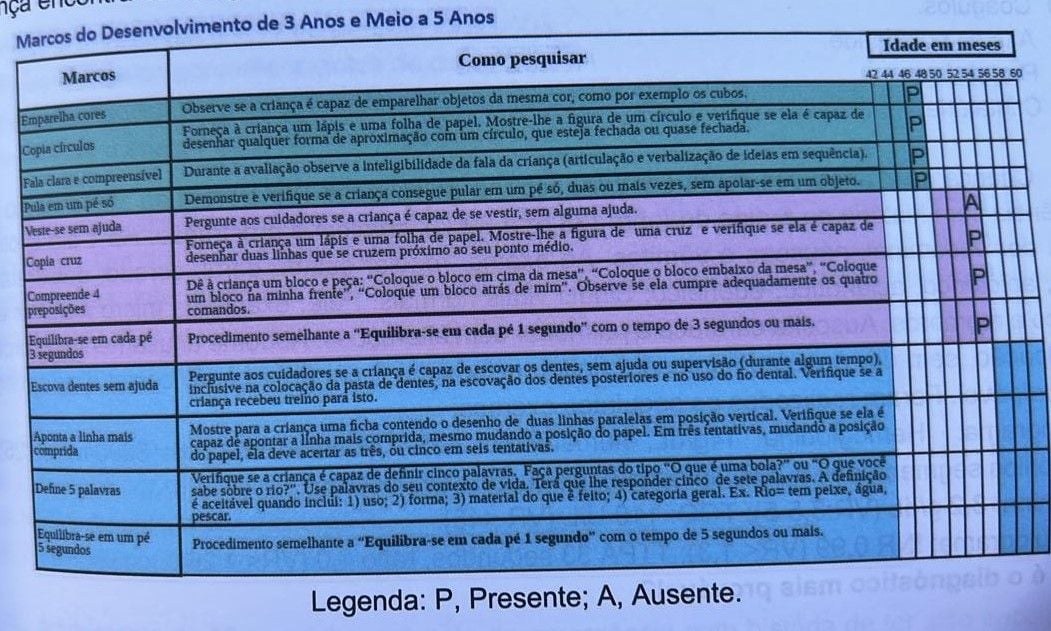 Marcos do Desenvolvimento de 3 Anos e Meio a 5 Anos
Marcos
Como pesquisar
Idade em meses
42 44 46 48 50 52 54 56 58 60
Emparelha cores
Observe se a criança é capaz de emparelhar objetos da mesma cor, como por exemplo os cubos.
P
Copia círculos
Forneça à criança um lápis e uma folha de papel. Mostre-lhe a figura de um círculo e verifique se ela é capaz de
desenhar qualquer forma de aproximação com um círculo, que esteja fechada ou quase fechada.
P
Fala clara e compreensível
Durante a avaliação observe a inteligibilidade da fala da criança (articulação e verbalização de ideias em sequência).
P
Pula em um pé só
Demonstre e verifique se a criança consegue pular em um pé só, duas ou mais vezes, sem apoiar-se em um objeto.
P
Veste-se sem ajuda
Pergunte aos cuidadores se a criança é capaz de se vestir, sem alguma ajuda.
A
Copia cruz
Forneça à criança um lápis e uma folha de papel. Mostre-lhe a figura de uma cruz e verifique se ela é capaz de
desenhar duas linhas que se cruzem próximo ao seu ponto médio.
P
Compreende 4
preposições
Dê à criança um bloco e peça: “Coloque o bloco em cima da mesa”, “Coloque o bloco embaixo da mesa”, “Coloque
um bloco na minha frente”, “Coloque um bloco atrás de mim”. Observe se ela cumpre adequadamente os quatro
comandos.
P
Equilibra-se em cada pé
3 segundos
Procedimento semelhante a “Equilibra-se em cada pé 1 segundo” com o tempo de 3 segundos ou mais.
P
Escova dentes sem ajuda
Pergunte aos cuidadores se a criança é capaz de escovar os dentes, sem ajuda ou supervisão (durante algum tempo),
inclusive na colocação da pasta de dentes, na escovação dos dentes posteriores e no uso do fio dental. Verifique se a
criança recebeu treino para isto.
Aponta a linha mais
comprida
Mostre para a criança uma ficha contendo o desenho de duas linhas paralelas em posição vertical. Verifique se ela é
capaz de apontar a linha mais comprida, mesmo mudando a posição do papel. Em três tentativas, mudando a posição
do papel, ela deve acertar as três, ou cinco em seis tentativas.
Define 5 palavras
Verifique se a criança é capaz de definir cinco palavras. Faça perguntas do tipo “O que é uma bola?” ou “O que você
sabe sobre o rio?”. Use palavras do seu contexto de vida. Terá que lhe responder cinco de sete palavras. A definição
é aceitável quando inclui: 1) uso; 2) forma; 3) material do que é feito; 4) categoria geral. Ex. Rio= tem peixe, água,
pescar.
Equilibra-se em um pé
5 segundos
Procedimento semelhante a “Equilibra-se em cada pé 1 segundo” com o tempo de 5 segundos ou mais.
Legenda: P, Presente; A, Ausente.